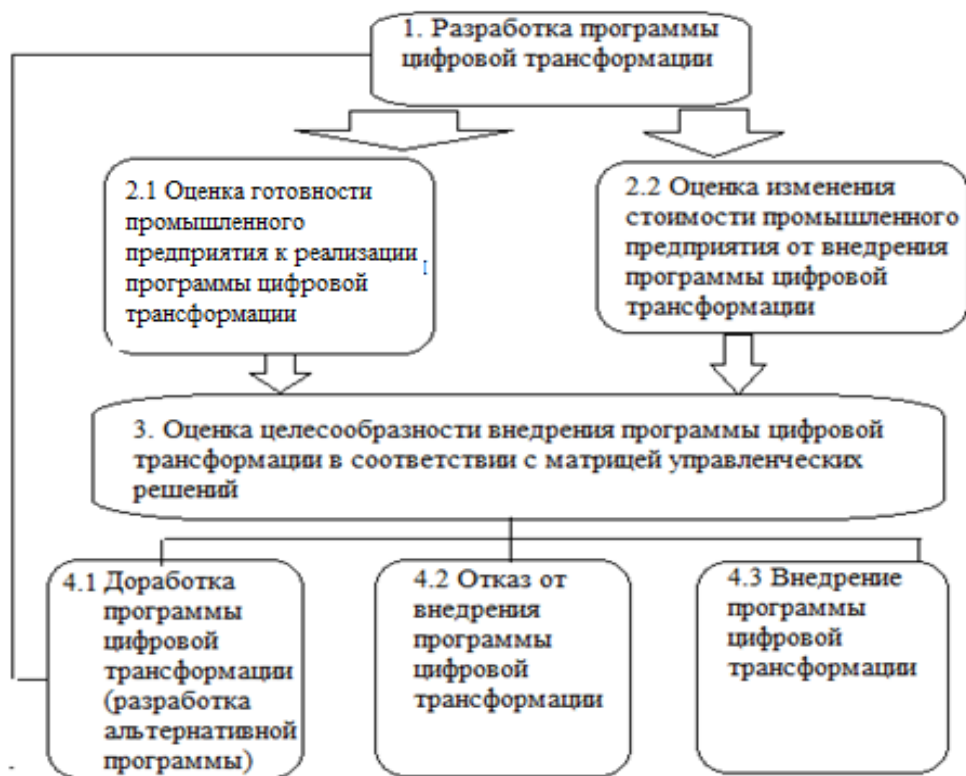 1. Разработка программы
цифровой трансформации
2.1 Оценка готовности
промышленного
предприятия к реализации
программы цифровой
трансформации
2.2 Оценка изменения
стоимости промышленного
предприятия от внедрения
программы цифровой
трансформации
3. Оценка целесообразности внедрения программы цифровой
трансформации в соответствии с матрицей управленческих
решений
4.1 Доработка
программы
цифровой
трансформации
(разработка
альтернативной
программы)
4.2 Отказ от
внедрения
программы
цифровой
трансформации
4.3 Внедрение
программы
цифровой
трансформации